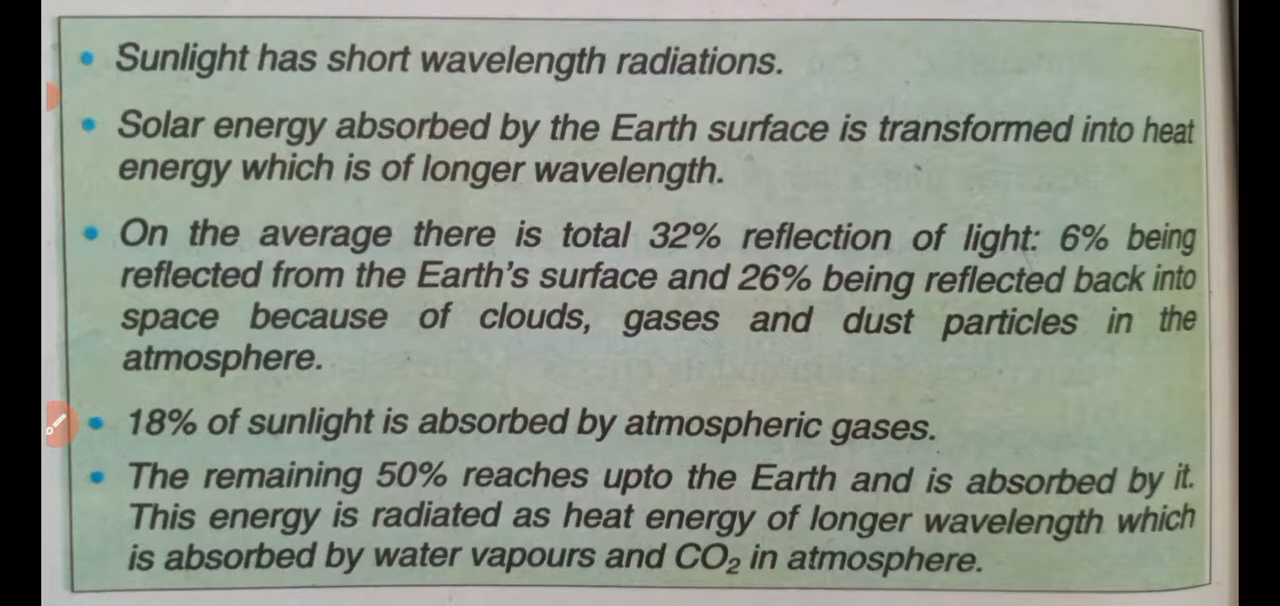 • Sunlight has short wavelength radiations.
• Solar energy absorbed by the Earth surface is transformed into heat
energy which is of longer wavelength.
• On the average there is total 32% reflection of light: 6% being
reflected from the Earth's surface and 26% being reflected back into
space because of clouds, gases and dust particles in the
atmosphere.
• 18% of sunlight is absorbed by atmospheric gases.
• The remaining 50% reaches upto the Earth and is absorbed by it.
This energy is radiated as heat energy of longer wavelength which
is absorbed by water vapours and CO₂ in atmosphere.